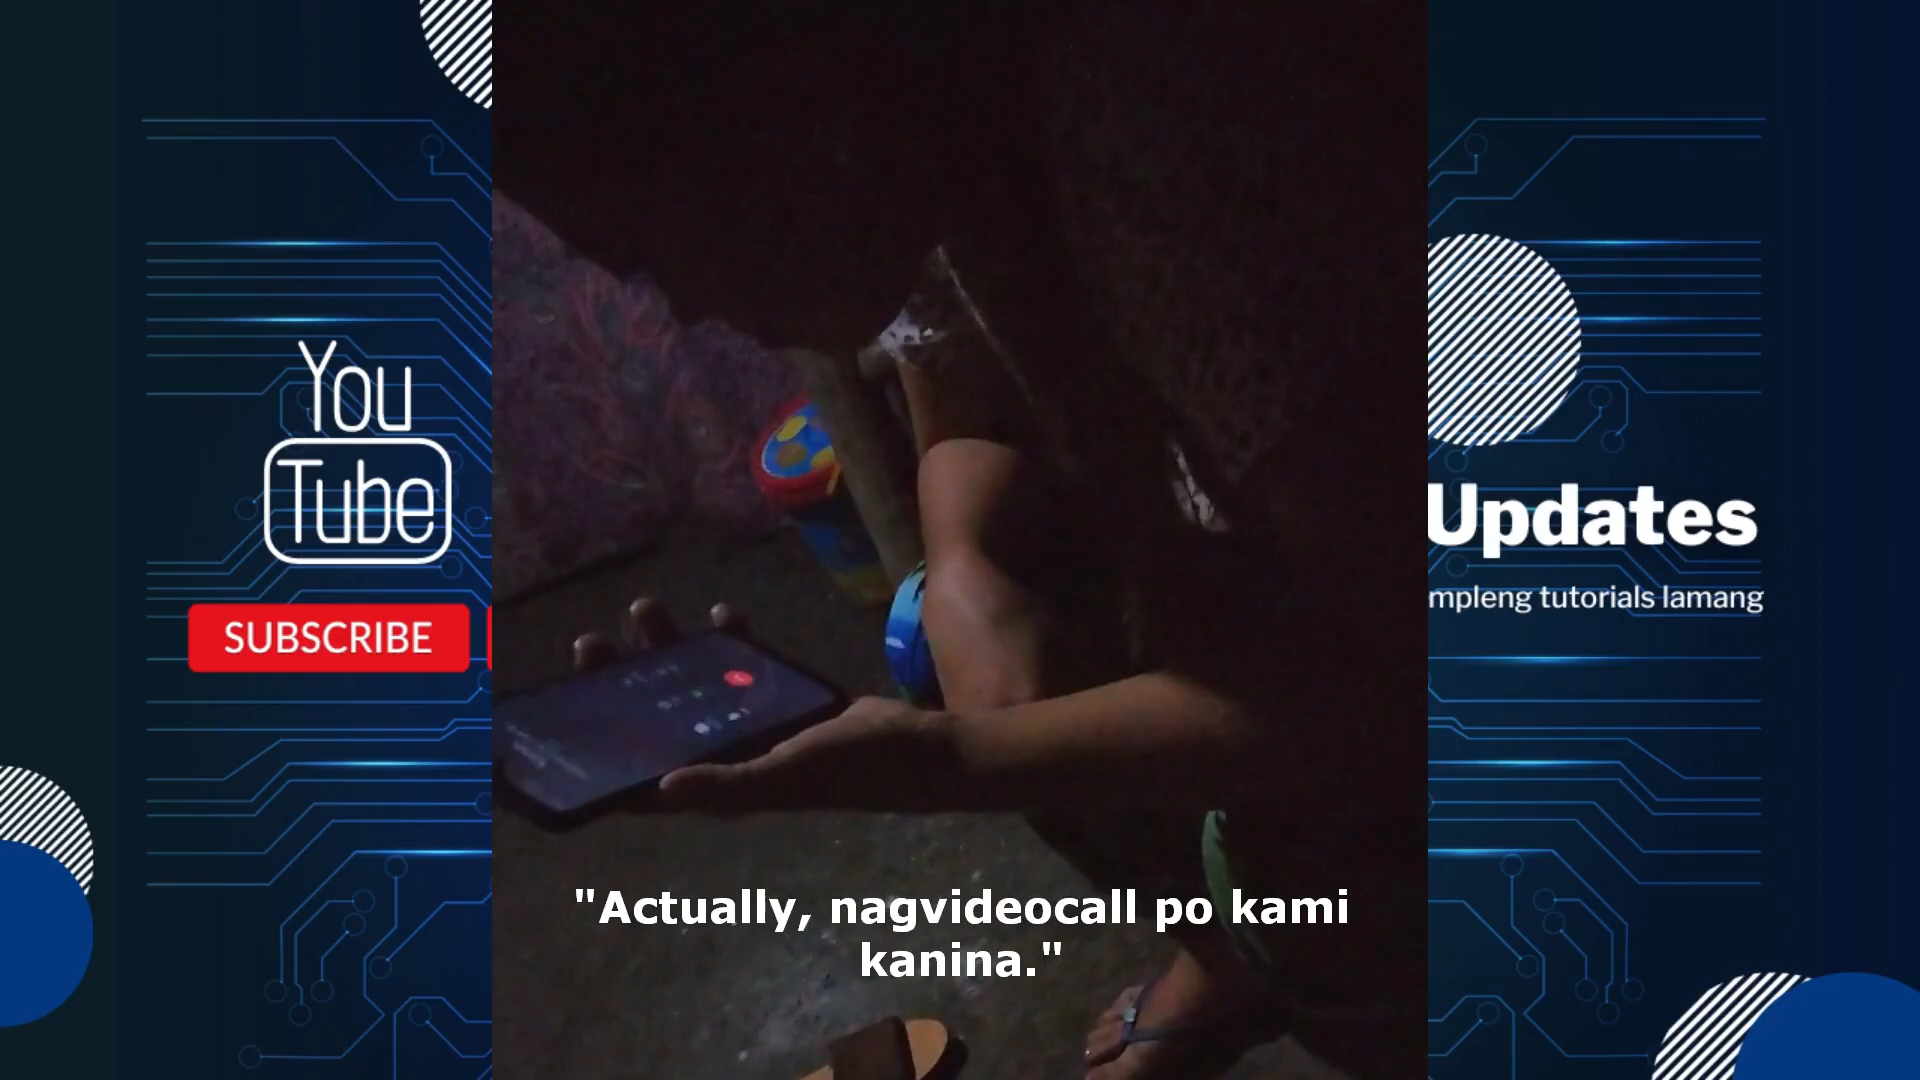 You
Tube
SUBSCRIBE
Updates
mpleng tutorials lamang
"Actually, nagvideocall po kami
kanina."